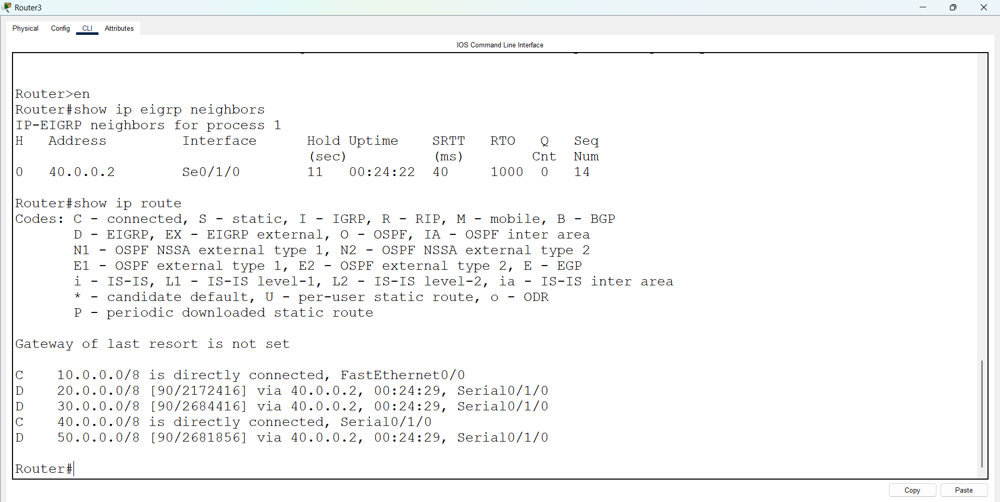 Router3
Physical Config CLI Attributes
IOS Command Line Interface
Router>en
Router#show ip eigrp neighbors
IP-EIGRP neighbors for process 1
H   Address         Interface      Hold Uptime    SRTT   RTO   Q   Seq
                                   (sec)          (ms)        Cnt  Num
0   40.0.0.2        Se0/1/0        11   00:24:22  40     1000  0   14
Router#show ip route
Codes: C - connected, S - static, I - IGRP, R - RIP, M - mobile, B - BGP
       D - EIGRP, EX - EIGRP external, O - OSPF, IA - OSPF inter area
       N1 - OSPF NSSA external type 1, N2 - OSPF NSSA external type 2
       E1 - OSPF external type 1, E2 - OSPF external type 2, E - EGP
       i - IS-IS, L1 - IS-IS level-1, L2 - IS-IS level-2, ia - IS-IS inter area
       * - candidate default, U - per-user static route, o - ODR
       P - periodic downloaded static route
Gateway of last resort is not set
C    10.0.0.0/8 is directly connected, FastEthernet0/0
D    20.0.0.0/8 [90/2172416] via 40.0.0.2, 00:24:29, Serial0/1/0
D    30.0.0.0/8 [90/2684416] via 40.0.0.2, 00:24:29, Serial0/1/0
C    40.0.0.0/8 is directly connected, Serial0/1/0
D    50.0.0.0/8 [90/2681856] via 40.0.0.2, 00:24:29, Serial0/1/0
Router#
Copy Paste